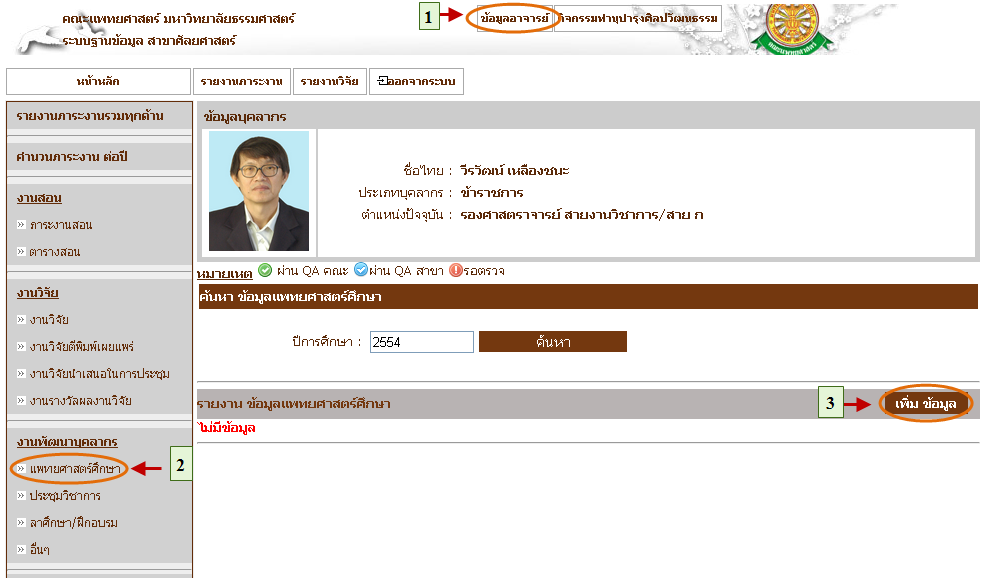 คณะแพทยศาสตร์ มหาวิทยาลัยธรรมศาสตร์
ระบบฐานข้อมูล สาขาศัลยศาสตร์
1
ข้อมูลอาจารย์
กิจกรรมทำนุบำรุงศิลปวัฒนธรรม
หน้าหลัก
รายงานภาระงาน
รายงานวิจัย
ออกจากระบบ
รายงานภาระงานรวมทุกด้าน
คำนวนภาระงาน ต่อปี
งานสอน
ภาระงานสอน
ตารางสอน
งานวิจัย
งานวิจัย
งานวิจัยตีพิมพ์เผยแพร่
งานวิจัยนำเสนอในการประชุม
งานรางวัลผลงานวิจัย
งานพัฒนาบุคลากร
แพทยศาสตร์ศึกษา
2
ประชุมวิชาการ
ลาศึกษา/ฝึกอบรม
อื่นๆ
ข้อมูลบุคลากร
ชื่อไทย : วีรวัฒน์ เหลืองชนะ
ประเภทบุคลากร : ข้าราชการ
ตำแหน่งปัจจุบัน : รองศาสตราจารย์ สายงานวิชาการ/สาย ก
หมายเหตุ ผ่าน QA คณะ ผ่าน QA สาขา รอตรวจ
ค้นหา ข้อมูลแพทยศาสตร์ศึกษา
ปีการศึกษา : 2554 ค้นหา
รายงาน ข้อมูลแพทยศาสตร์ศึกษา
3
เพิ่ม ข้อมูล
ไม่มีข้อมูล